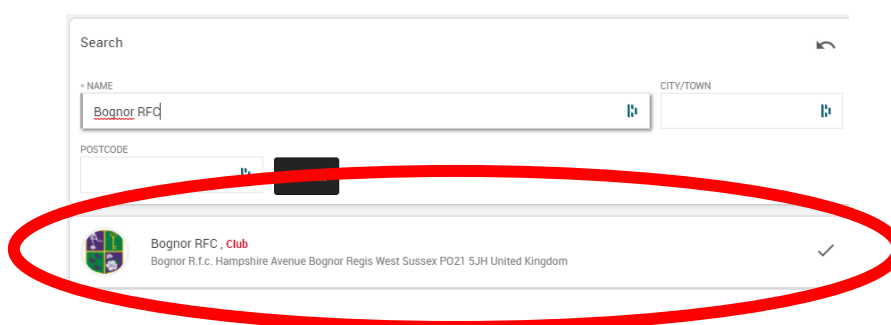 Search
* NAME
CITY/TOWN
Bognor RFC
POSTCODE
Bognor RFC , Club
Bognor R.f.c. Hampshire Avenue Bognor Regis West Sussex PO21 5JH United Kingdom